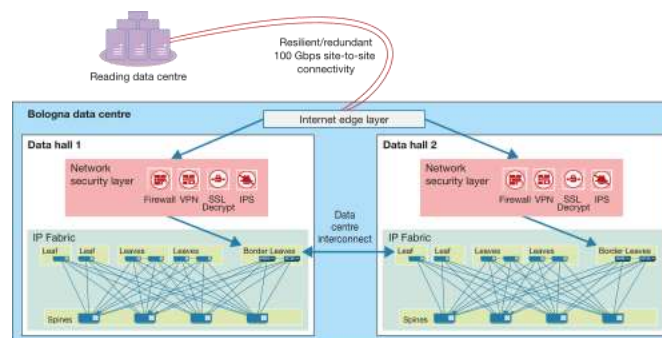 Reading data centre
Resilient/redundant
100 Gbps site-to-site
connectivity
Bologna data centre
Internet edge layer
Data hall 1
Network
security layer
Firewall VPN SSL IPS
Decrypt
IP Fabric
Leaf Leaf Leaves Leaves Border Leaves
Spines
Data
centre
interconnect
Data hall 2
Network
security layer
Firewall VPN SSL IPS
Decrypt
IP Fabric
Leaf Leaf Leaves Leaves Border Leaves
Spines